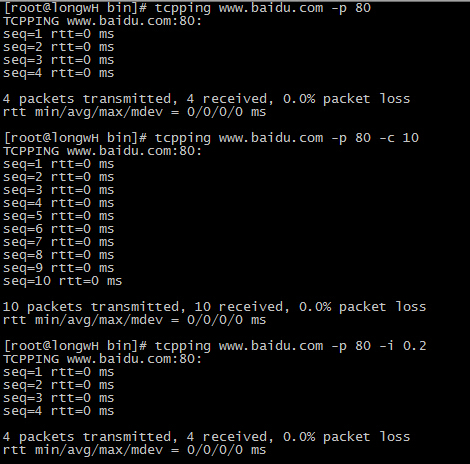 [root@longwH bin]# tcpping www.baidu.com -p 80
TCPPING www.baidu.com:80:
seq=1 rtt=0 ms
seq=2 rtt=0 ms
seq=3 rtt=0 ms
seq=4 rtt=0 ms
4 packets transmitted, 4 received, 0.0% packet loss
rtt min/avg/max/mdev = 0/0/0/0 ms
[root@longwH bin]# tcpping www.baidu.com -p 80 -c 10
TCPPING www.baidu.com:80:
seq=1 rtt=0 ms
seq=2 rtt=0 ms
seq=3 rtt=0 ms
seq=4 rtt=0 ms
seq=5 rtt=0 ms
seq=6 rtt=0 ms
seq=7 rtt=0 ms
seq=8 rtt=0 ms
seq=9 rtt=0 ms
seq=10 rtt=0 ms
10 packets transmitted, 10 received, 0.0% packet loss
rtt min/avg/max/mdev = 0/0/0/0 ms
[root@longwH bin]# tcpping www.baidu.com -p 80 -i 0.2
TCPPING www.baidu.com:80:
seq=1 rtt=0 ms
seq=2 rtt=0 ms
seq=3 rtt=0 ms
seq=4 rtt=0 ms
4 packets transmitted, 4 received, 0.0% packet loss
rtt min/avg/max/mdev = 0/0/0/0 ms